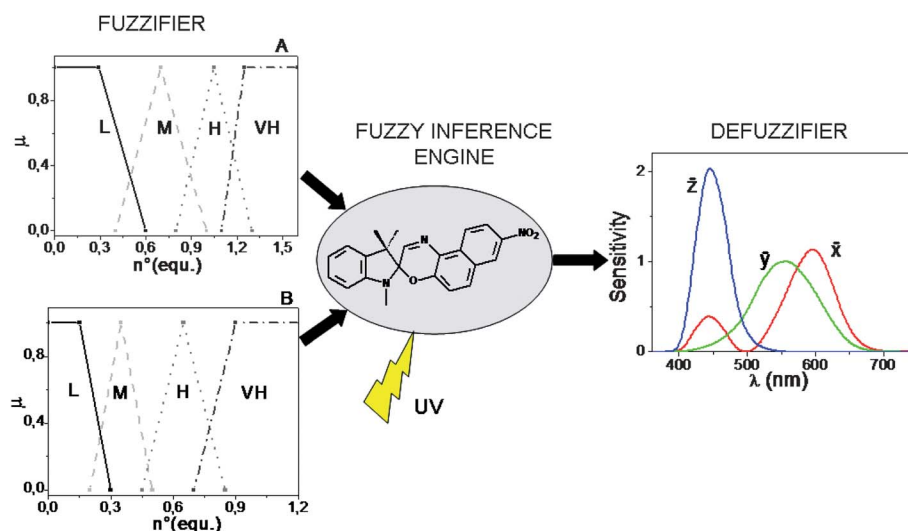 FUZZIFIER
A
0,8
0,4
0,0
μ
L
M
H
VH
0,0 0,3 0,6 0,9 1,2 1,5
n°(equ.)
B
0,8
0,4
0,0
μ
L
M
H
VH
0,0 0,3 0,6 0,9 1,2
n°(equ.)
FUZZY INFERENCE
ENGINE
N
NO₂
N
O
UV
DEFUZZIFIER
2
1
0
Sensitivity
z̄
ȳ
x̄
400 500 600 700
λ (nm)